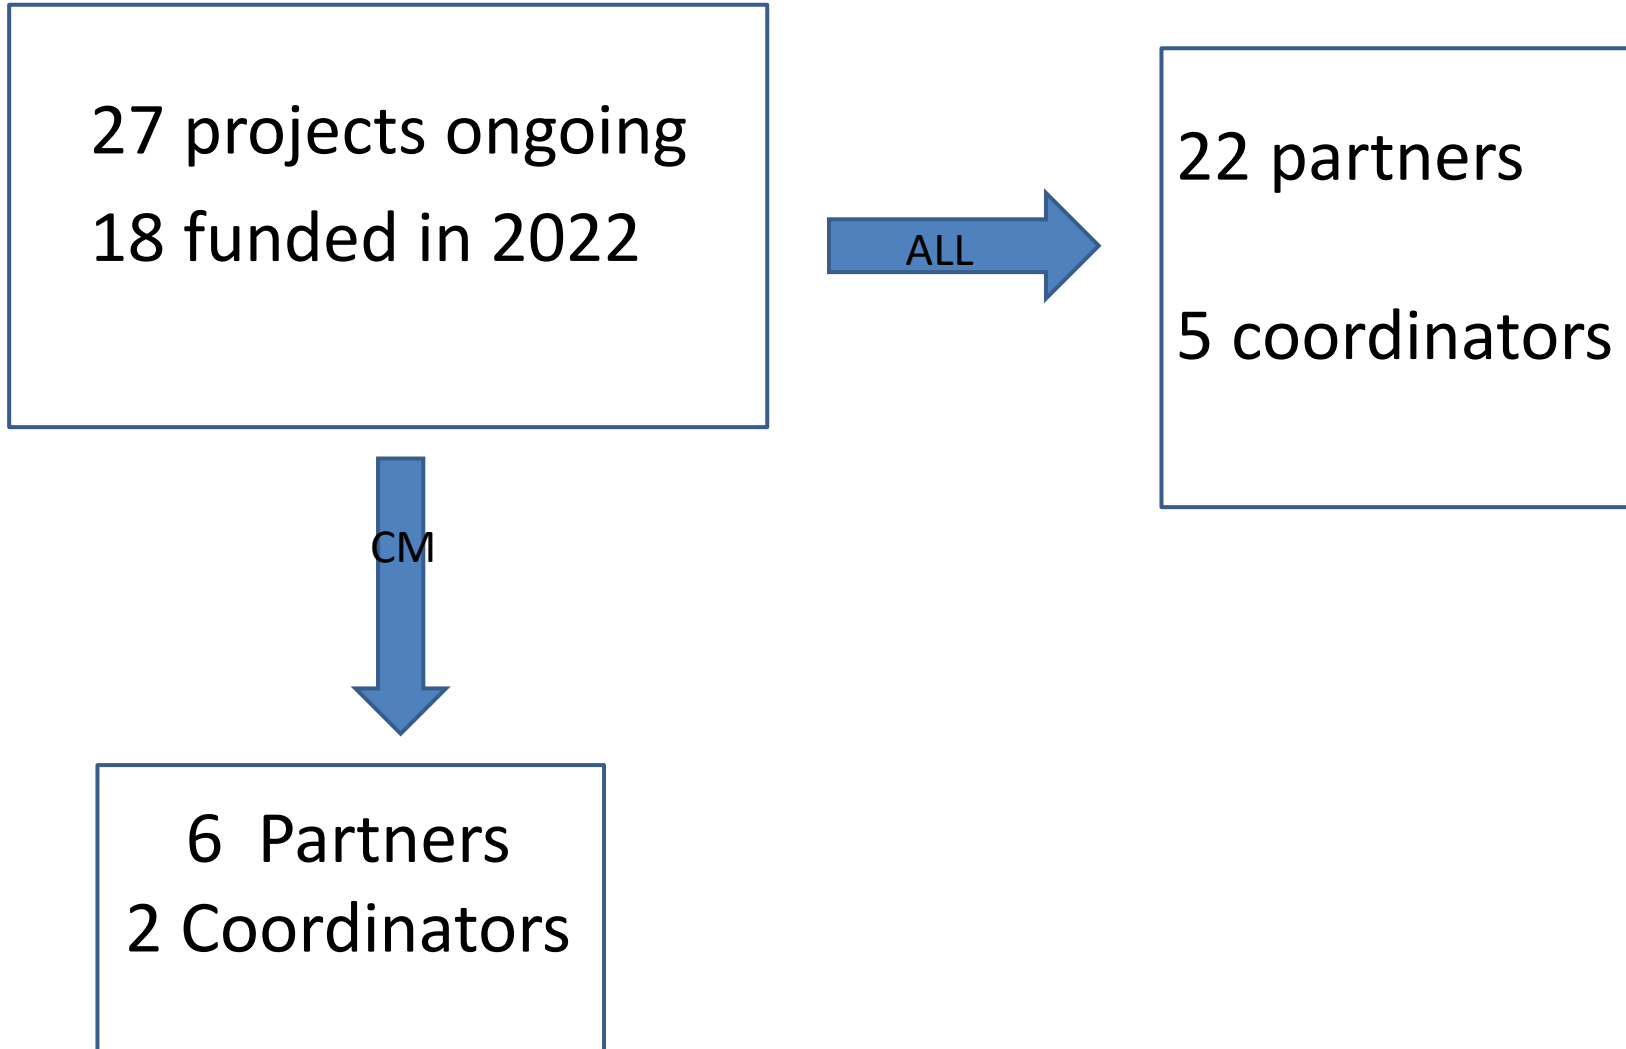 27 projects ongoing
18 funded in 2022
ALL
22 partners
5 coordinators
CM
6 Partners
2 Coordinators